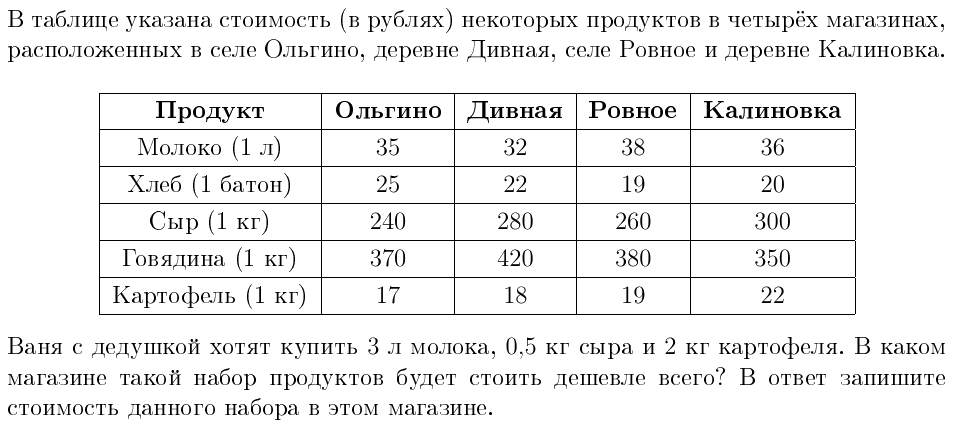 В таблице указана стоимость (в рублях) некоторых продуктов в четырёх магазинах,
расположенных в селе Ольгино, деревне Дивная, селе Ровное и деревне Калиновка.
Продукт Ольгино Дивная Ровное Калиновка
Молоко (1 л) 35 32 38 36
Хлеб (1 батон) 25 22 19 20
Сыр (1 кг) 240 280 260 300
Говядина (1 кг) 370 420 380 350
Картофель (1 кг) 17 18 19 22
Ваня с дедушкой хотят купить 3 л молока, 0,5 кг сыра и 2 кг картофеля. В каком
магазине такой набор продуктов будет стоить дешевле всего? В ответ запишите
стоимость данного набора в этом магазине.